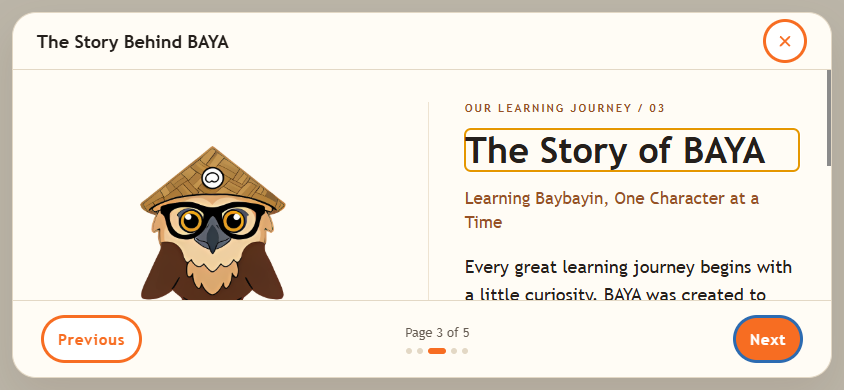 The Story Behind BAYA
OUR LEARNING JOURNEY / 03
The Story of BAYA
Learning Baybayin, One Character at a
Time
Every great learning journey begins with
a little curiosity. BAYA was created to
Previous
Page 3 of 5
Next